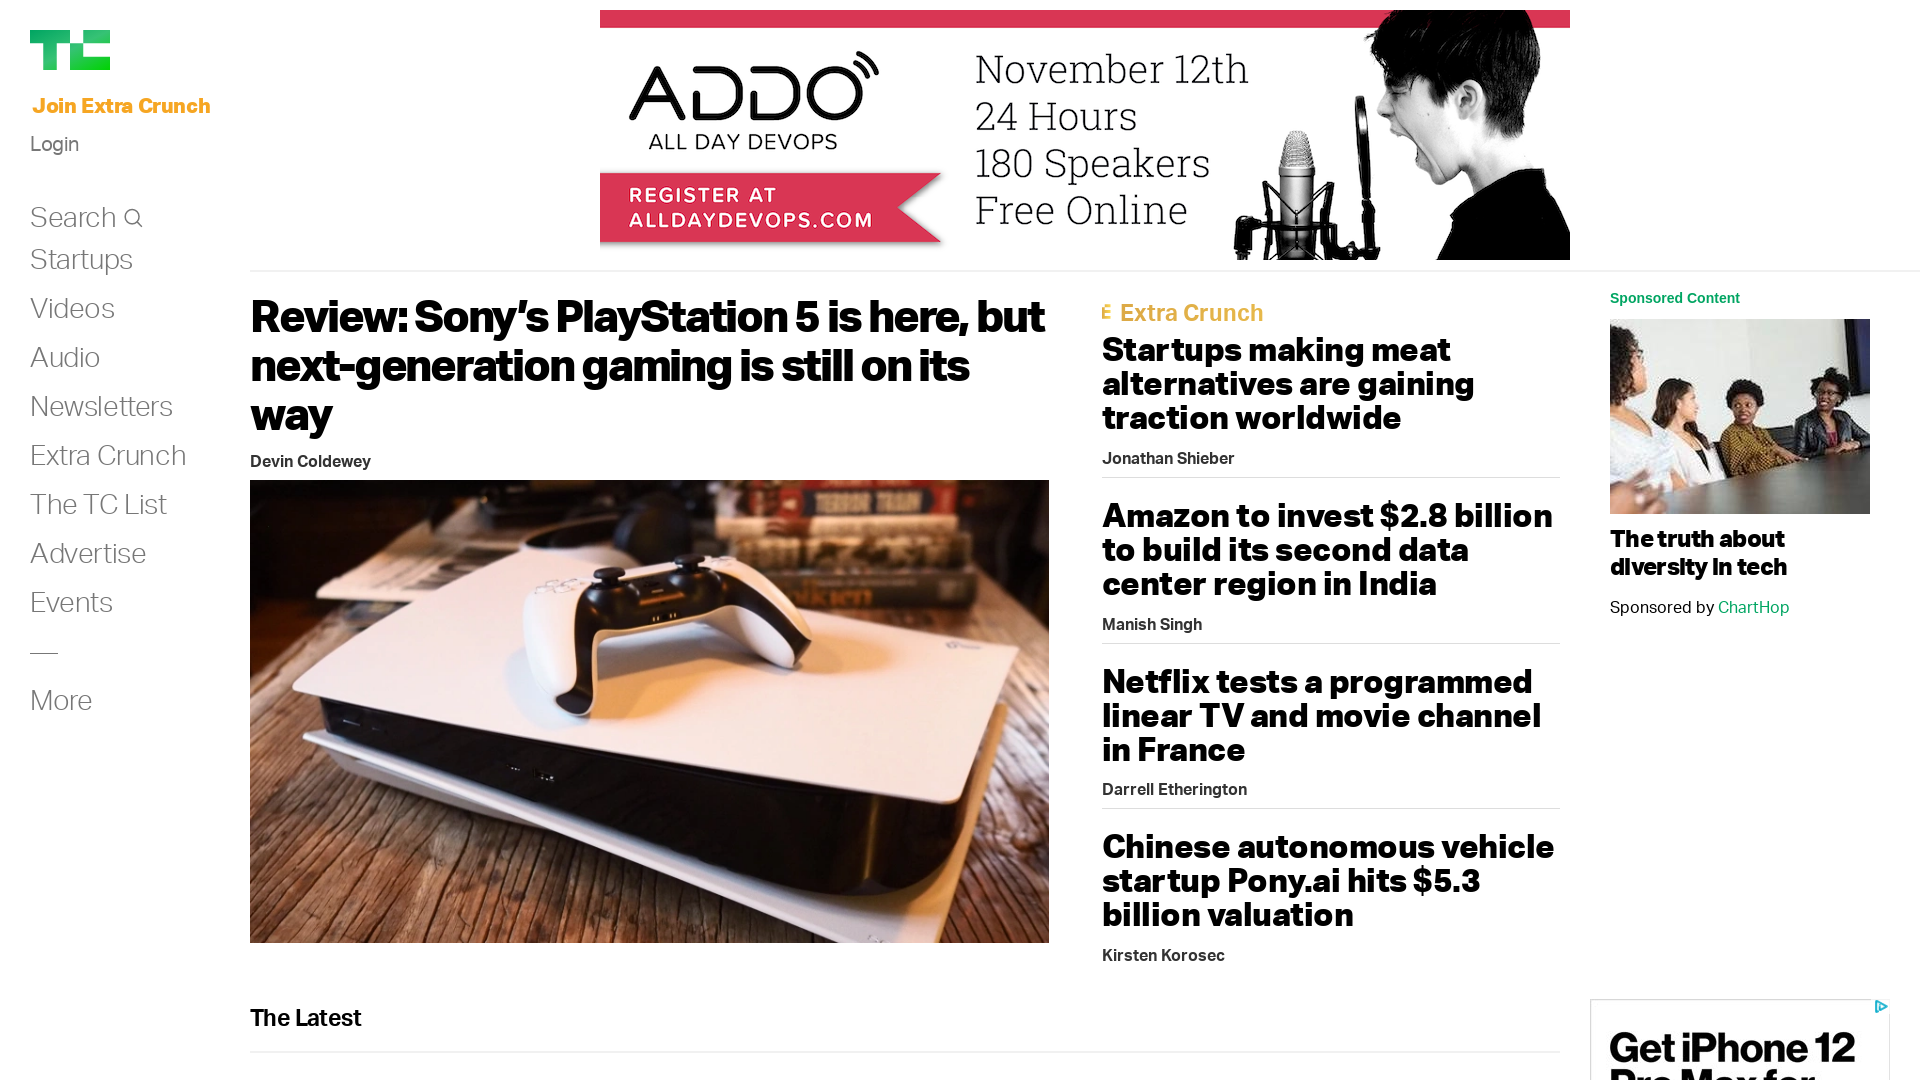 TC
Join Extra Crunch
Login
Search
Startups
Videos
Audio
Newsletters
Extra Crunch
The TC List
Advertise
Events
—
More
ADDO
ALL DAY DEVOPS
REGISTER AT
ALLDAYDEVOPS.COM
November 12th
24 Hours
180 Speakers
Free Online
Review: Sony’s PlayStation 5 is here, but
next-generation gaming is still on its
way
Devin Coldewey
TERROR TRAIN
Extra Crunch
Startups making meat
alternatives are gaining
traction worldwide
Jonathan Shieber
Amazon to invest $2.8 billion
to build its second data
center region in India
Manish Singh
Netflix tests a programmed
linear TV and movie channel
in France
Darrell Etherington
Chinese autonomous vehicle
startup Pony.ai hits $5.3
billion valuation
Kirsten Korosec
Sponsored Content
The truth about
diversity in tech
Sponsored by ChartHop
The Latest
Get iPhone 12
Pro Max for